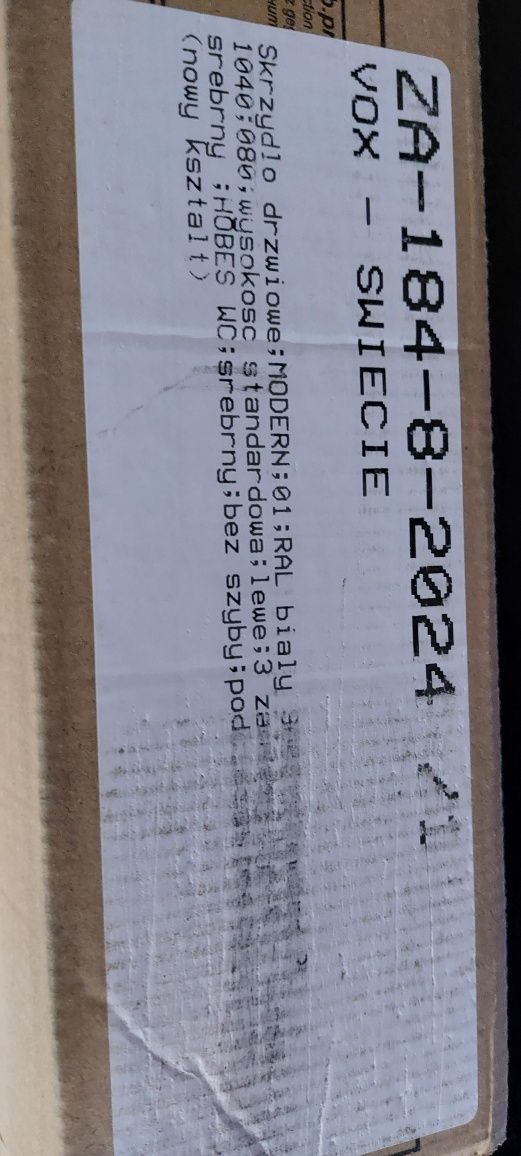 ZA-184-8-2024 /1
VOX - SWIECIE
Skrzydlo drzwiowe;MODERN;01;RAL bialy
1040;080;wysokosc standardowa;lewe;3 za
srebrny ;HOBES WC;srebrny;bez szyby;pod
(nowy ksztalt)